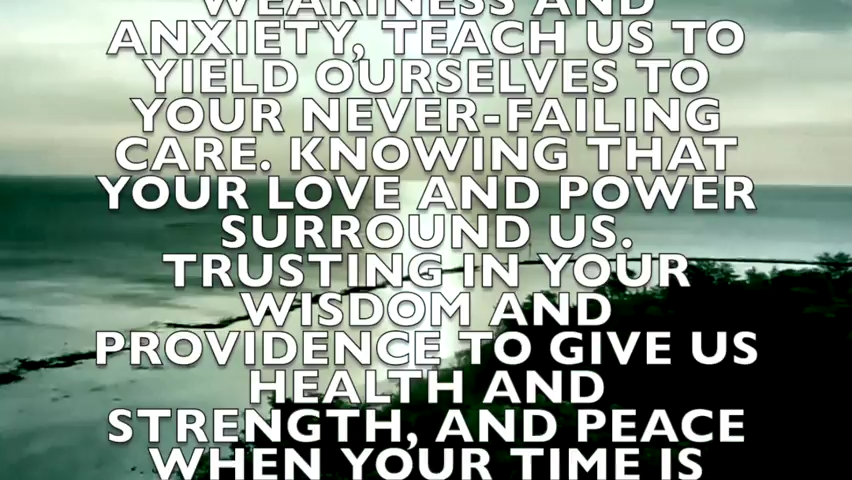 WEARINESS AND
ANXIETY, TEACH US TO
YIELD OURSELVES TO
YOUR NEVER-FAILING
CARE. KNOWING THAT
YOUR LOVE AND POWER
SURROUND US.
TRUSTING IN YOUR
WISDOM AND
PROVIDENCE TO GIVE US
HEALTH AND
STRENGTH, AND PEACE
WHEN YOUR TIME IS